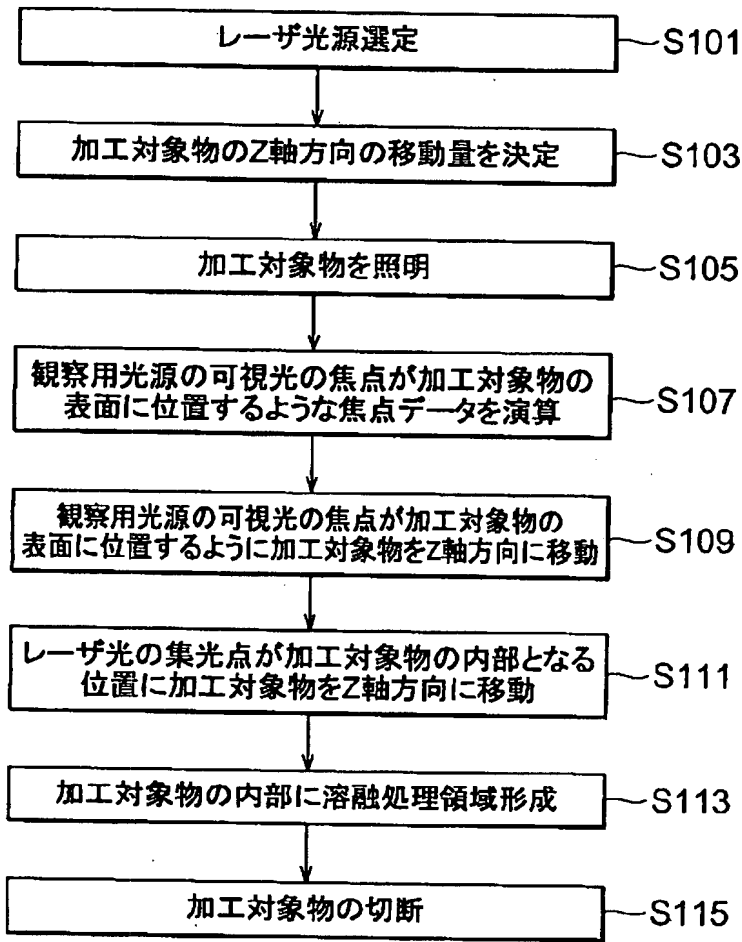 レーザ光源選定
S101
加工対象物のZ軸方向の移動量を決定
S103
加工対象物を照明
S105
観察用光源の可視光の焦点が加工対象物の
表面に位置するような焦点データを演算
S107
観察用光源の可視光の焦点が加工対象物の
表面に位置するように加工対象物をZ軸方向に移動
S109
レーザ光の集光点が加工対象物の内部となる
位置に加工対象物をZ軸方向に移動
S111
加工対象物の内部に溶融処理領域形成
S113
加工対象物の切断
S115